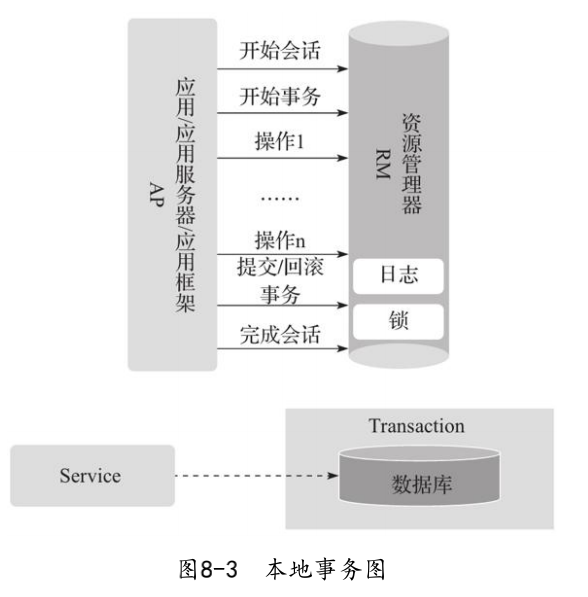 应用/应用服务器/应用框架
AP
开始会话
开始事务
操作1
……
操作n
提交/回滚
事务
完成会话
资源管理器
RM
日志
锁
Service
Transaction
数据库
图8-3 本地事务图